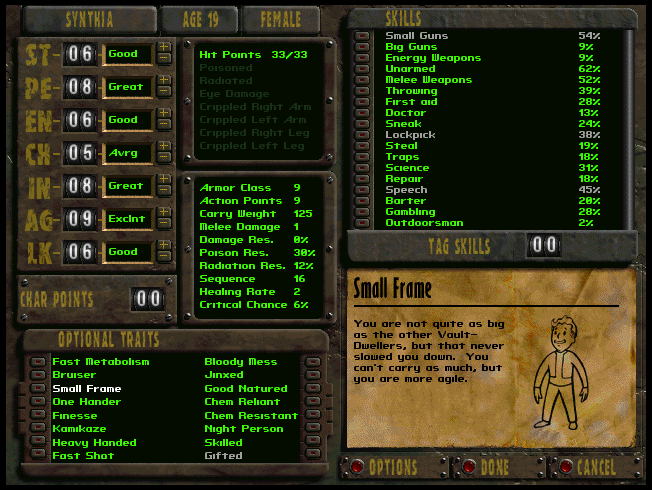 SYNTHIA AGE 19 FEMALE
ST- 06 Good
PE- 08 Great
EN- 06 Good
CH- 05 Avrg
IN- 08 Great
AG- 09 Exclnt
LK- 06 Good
CHAR POINTS 00
Hit Points 33/33
Poisoned
Radiated
Eye Damage
Crippled Right Arm
Crippled Left Arm
Crippled Right Leg
Crippled Left Leg
Armor Class 9
Action Points 9
Carry Weight 125
Melee Damage 1
Damage Res. 0%
Poison Res. 30%
Radiation Res. 12%
Sequence 16
Healing Rate 2
Critical Chance 6%
OPTIONAL TRAITS
Fast Metabolism Bloody Mess
Bruiser Jinxed
Small Frame Good Natured
One Hander Chem Reliant
Finesse Chem Resistant
Kamikaze Night Person
Heavy Handed Skilled
Fast Shot Gifted
SKILLS
Small Guns 54%
Big Guns 9%
Energy Weapons 9%
Unarmed 62%
Melee Weapons 52%
Throwing 39%
First aid 28%
Doctor 13%
Sneak 24%
Lockpick 38%
Steal 19%
Traps 18%
Science 31%
Repair 18%
Speech 45%
Barter 20%
Gambling 28%
Outdoorsman 2%
TAG SKILLS 00
Small Frame
You are not quite as big
as the other Vault-
Dwellers, but that never
slowed you down. You
can't carry as much, but
you are more agile.
OPTIONS DONE CANCEL